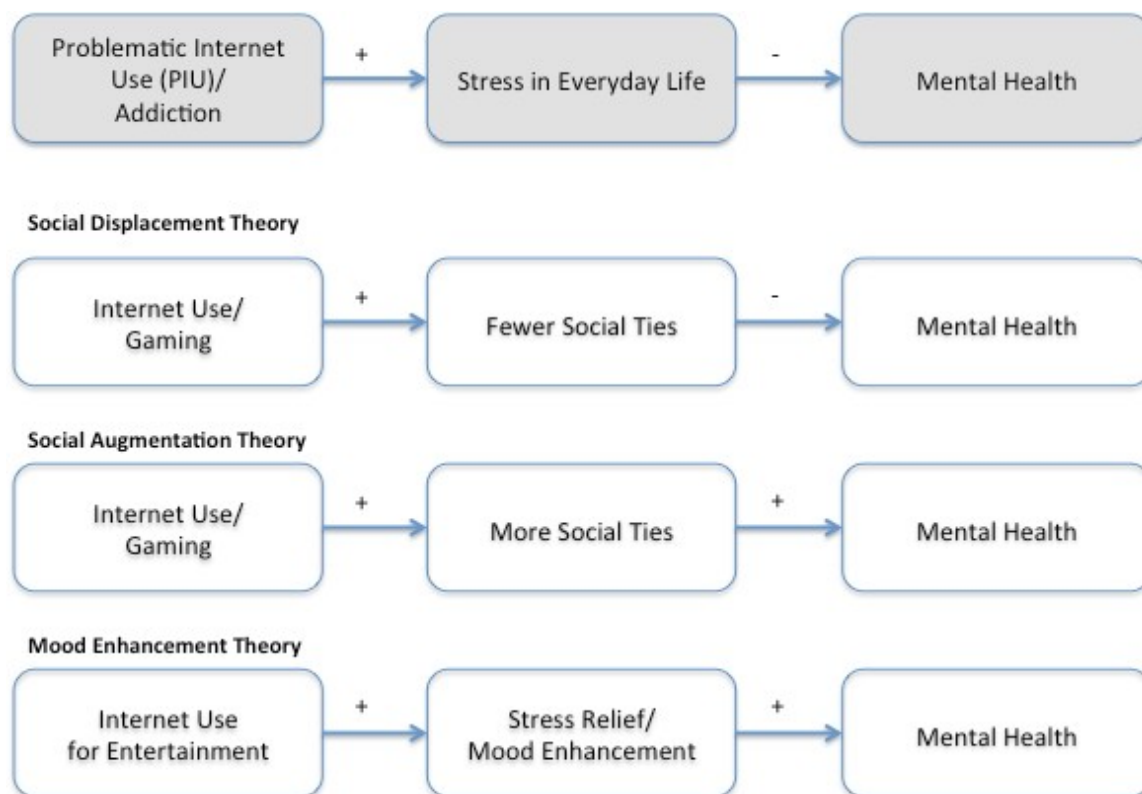 Problematic Internet
Use (PIU)/
Addiction
+
Stress in Everyday Life
-
Mental Health
Social Displacement Theory
Internet Use/
Gaming
+
Fewer Social Ties
-
Mental Health
Social Augmentation Theory
Internet Use/
Gaming
+
More Social Ties
+
Mental Health
Mood Enhancement Theory
Internet Use
for Entertainment
+
Stress Relief/
Mood Enhancement
+
Mental Health